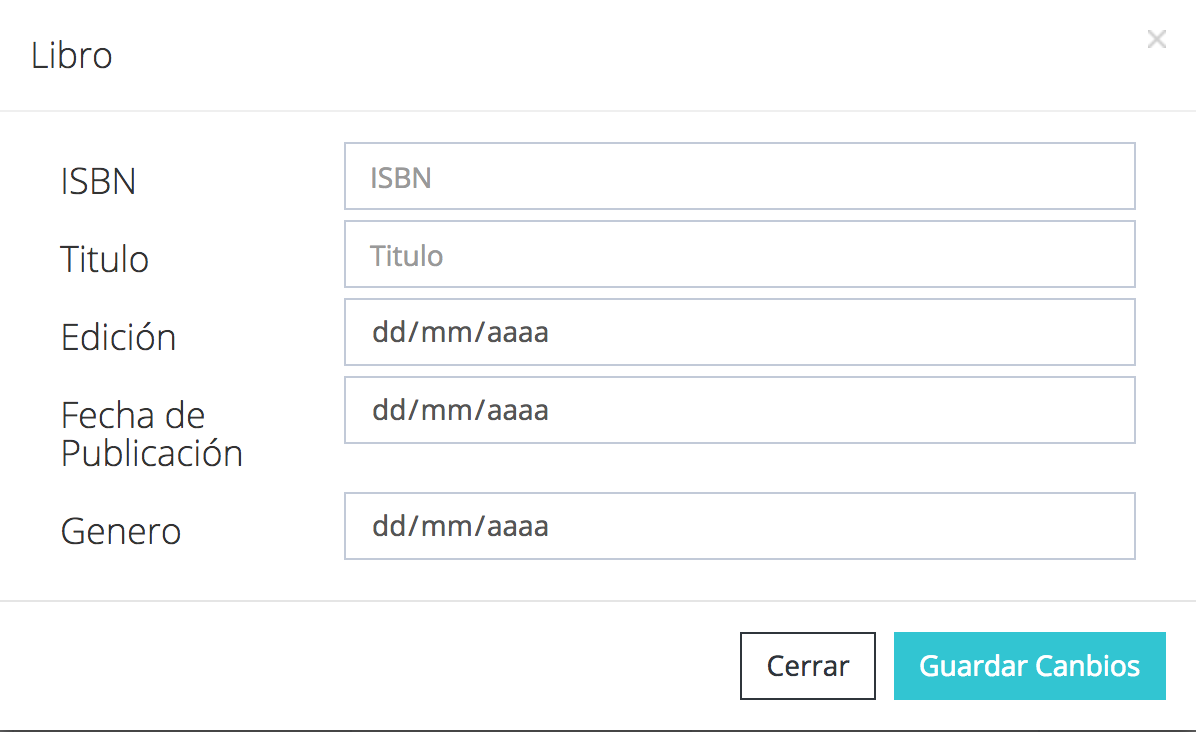 Libro
ISBN ISBN
Titulo Titulo
Edición dd/mm/aaaa
Fecha de dd/mm/aaaa
Publicación
Genero dd/mm/aaaa
Cerrar Guardar Canbios